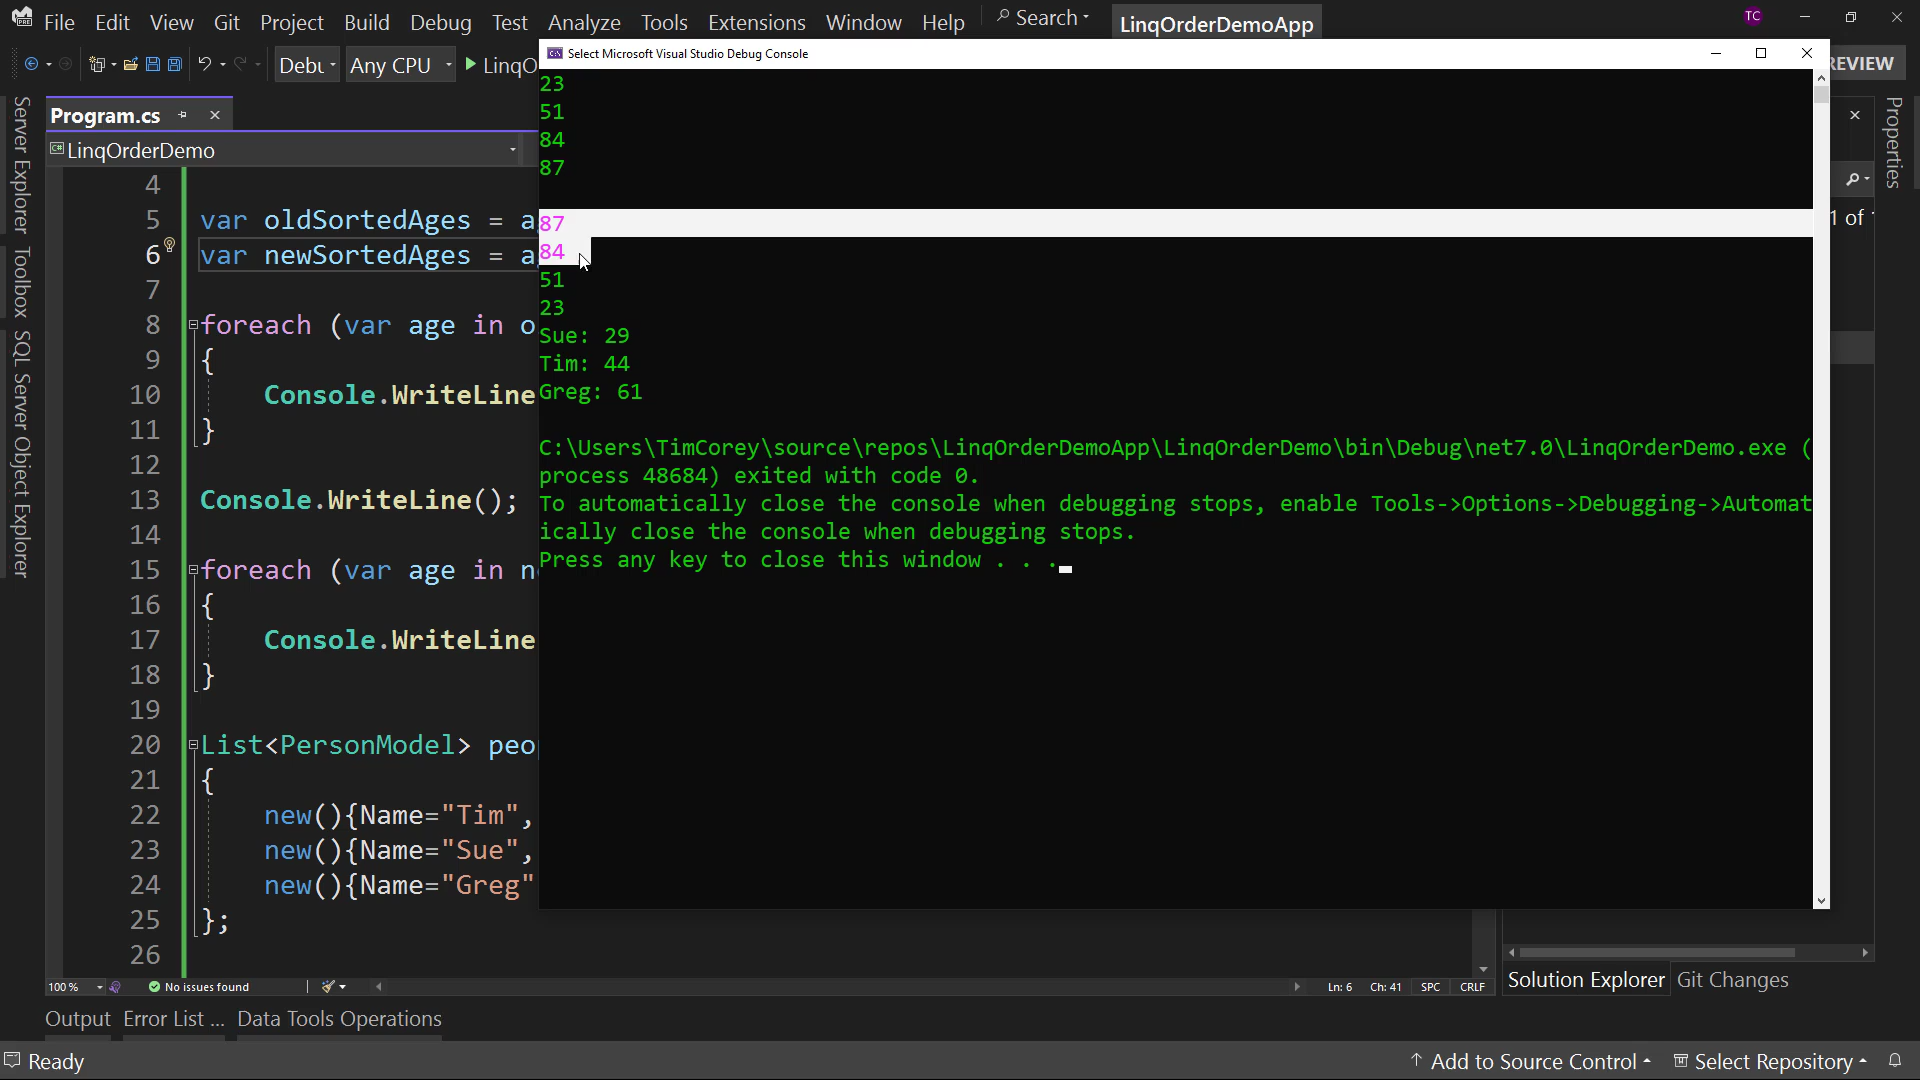 File Edit View Git Project Build Debug Test Analyze Tools Extensions Window Help Search LinqOrderDemoApp
Any CPU
Select Microsoft Visual Studio Debug Console
Program.cs
LinqOrderDemo
Server Explorer
Toolbox
SQL Server Object Explorer
4
5 var oldSortedAges =
6 var newSortedAges =
7
8 foreach (var age in
9 {
10 Console.WriteLine
11 }
12
13 Console.WriteLine();
14
15 foreach (var age in
16 {
17 Console.WriteLine
18 }
19
20 List<PersonModel>
21 {
22 new(){Name="Tim",
23 new(){Name="Sue",
24 new(){Name="Greg"
25 };
26
23
51
84
87
87
84
51
23
Sue: 29
Tim: 44
Greg: 61
C:\Users\TimCorey\source\repos\LinqOrderDemoApp\LinqOrderDemo\bin\Debug\net7.0\LinqOrderDemo.exe (
process 48684) exited with code 0.
To automatically close the console when debugging stops, enable Tools->Options->Debugging->Automat
ically close the console when debugging stops.
Press any key to close this window . . .
TC
Properties
1 of
100 %
No issues found
Ln: 6 Ch: 41 SPC CRLF
Solution Explorer Git Changes
Output Error List ... Data Tools Operations
Ready
Add to Source Control
Select Repository